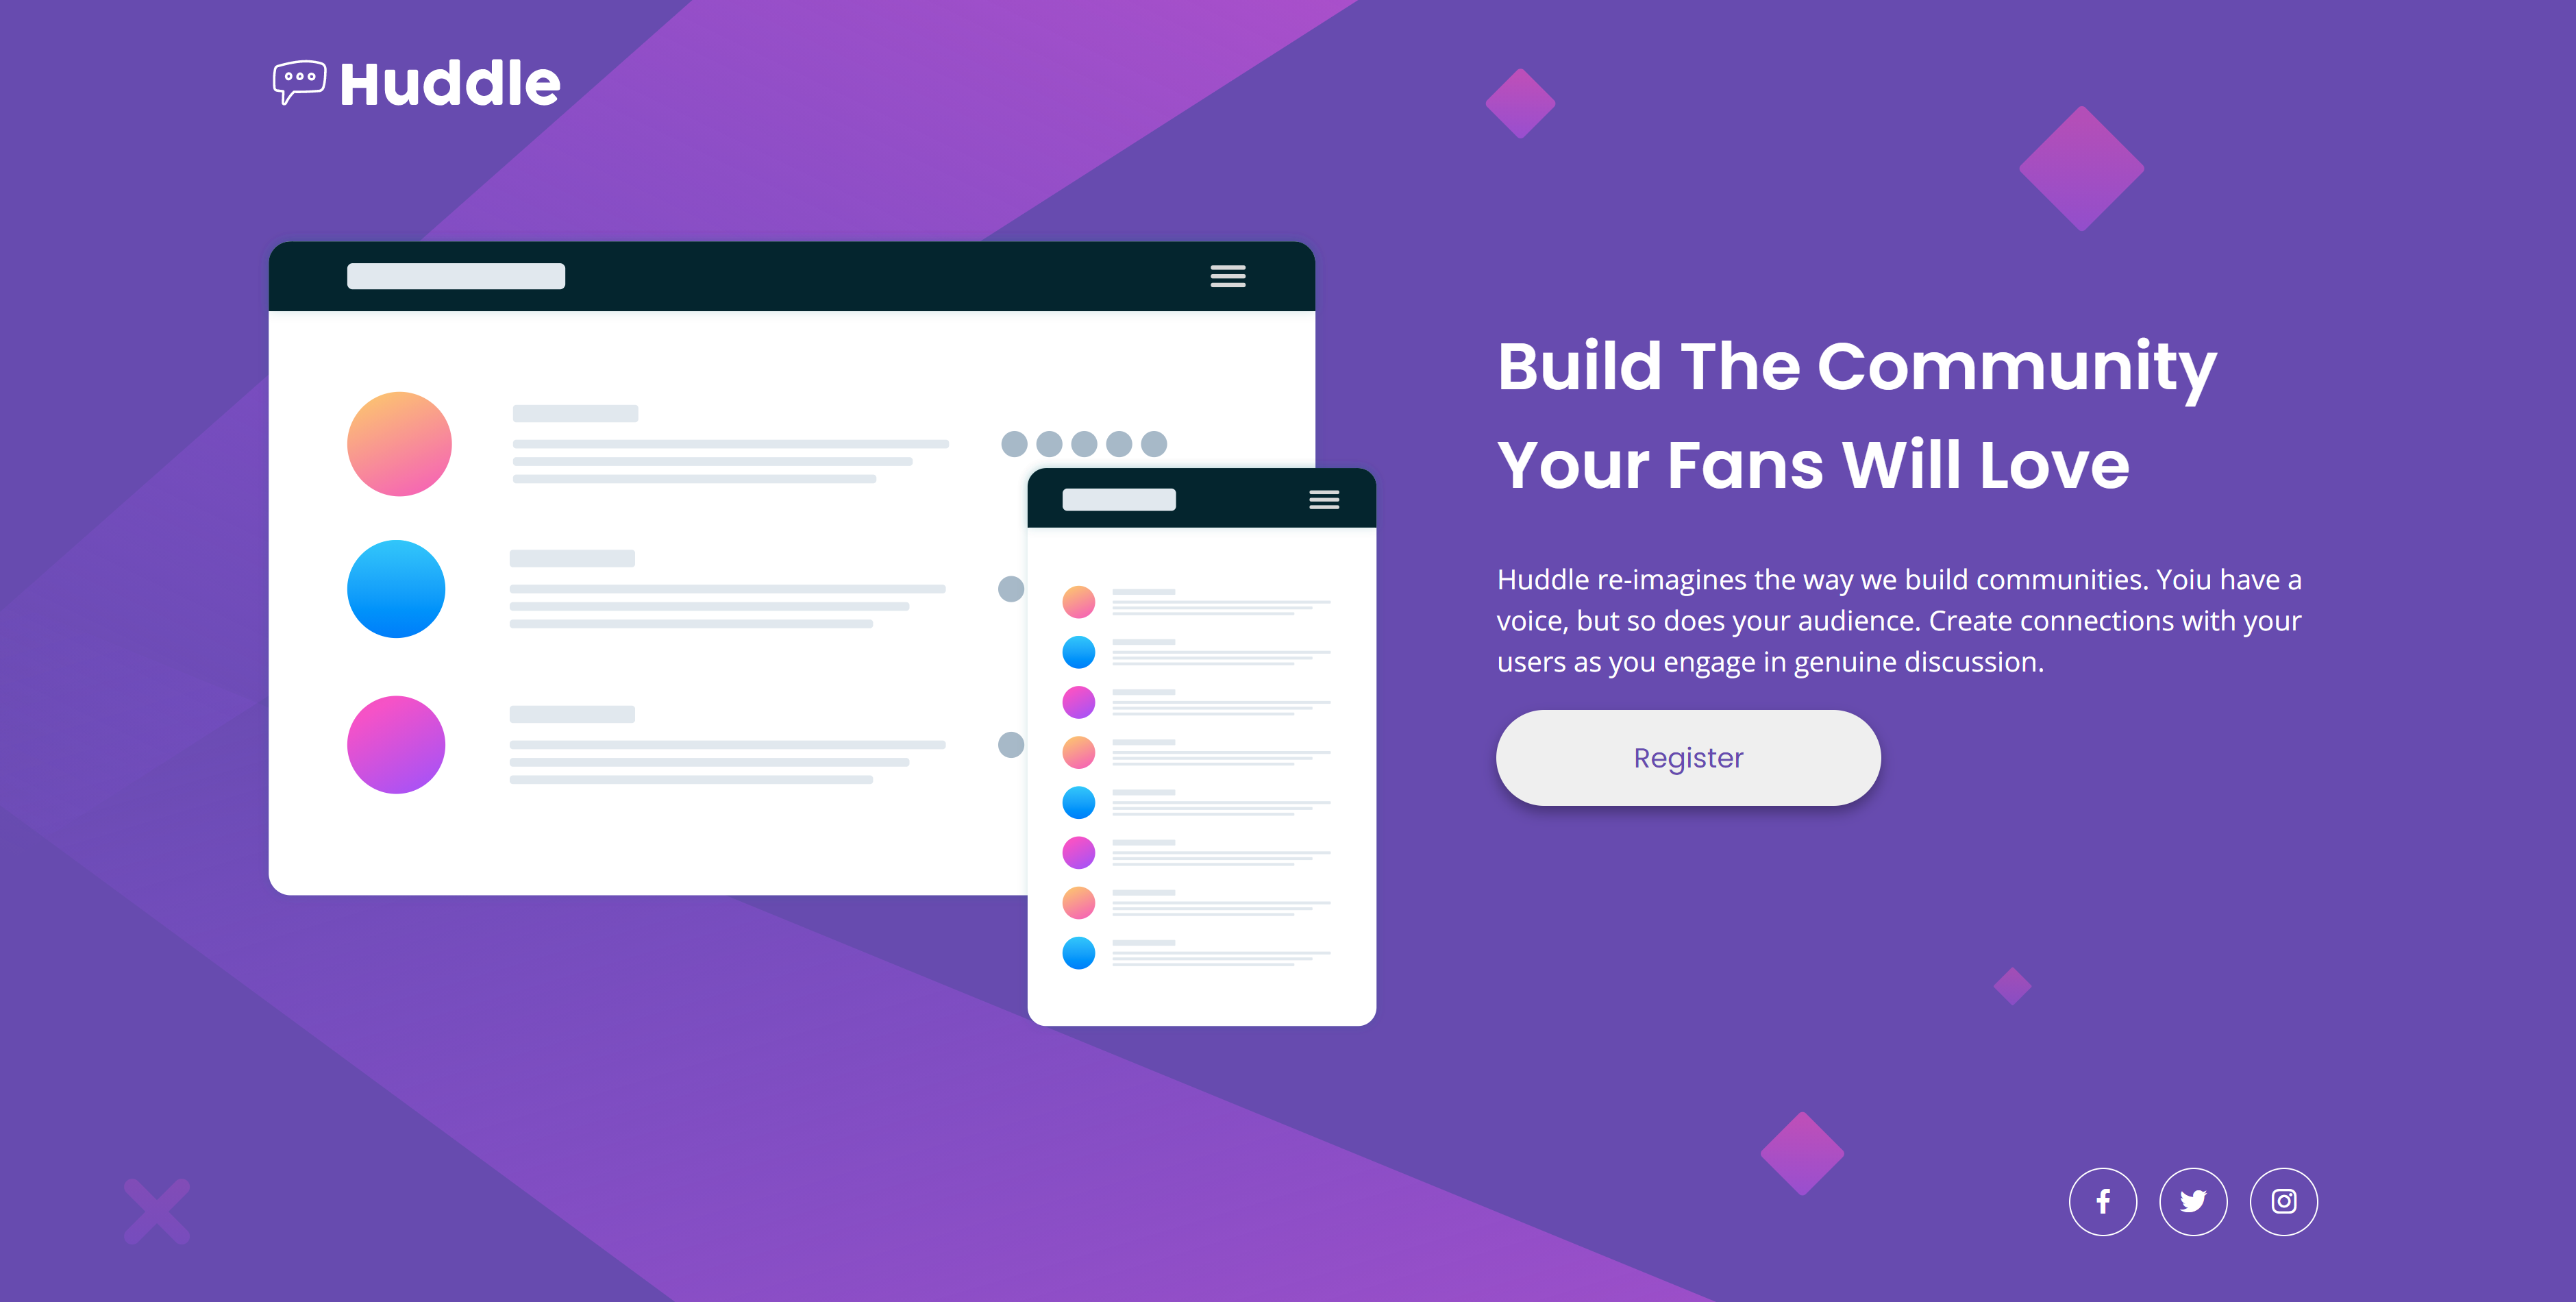 Huddle
Build The Community
Your Fans Will Love
Huddle re-imagines the way we build communities. Yoiu have a
voice, but so does your audience. Create connections with your
users as you engage in genuine discussion.
Register